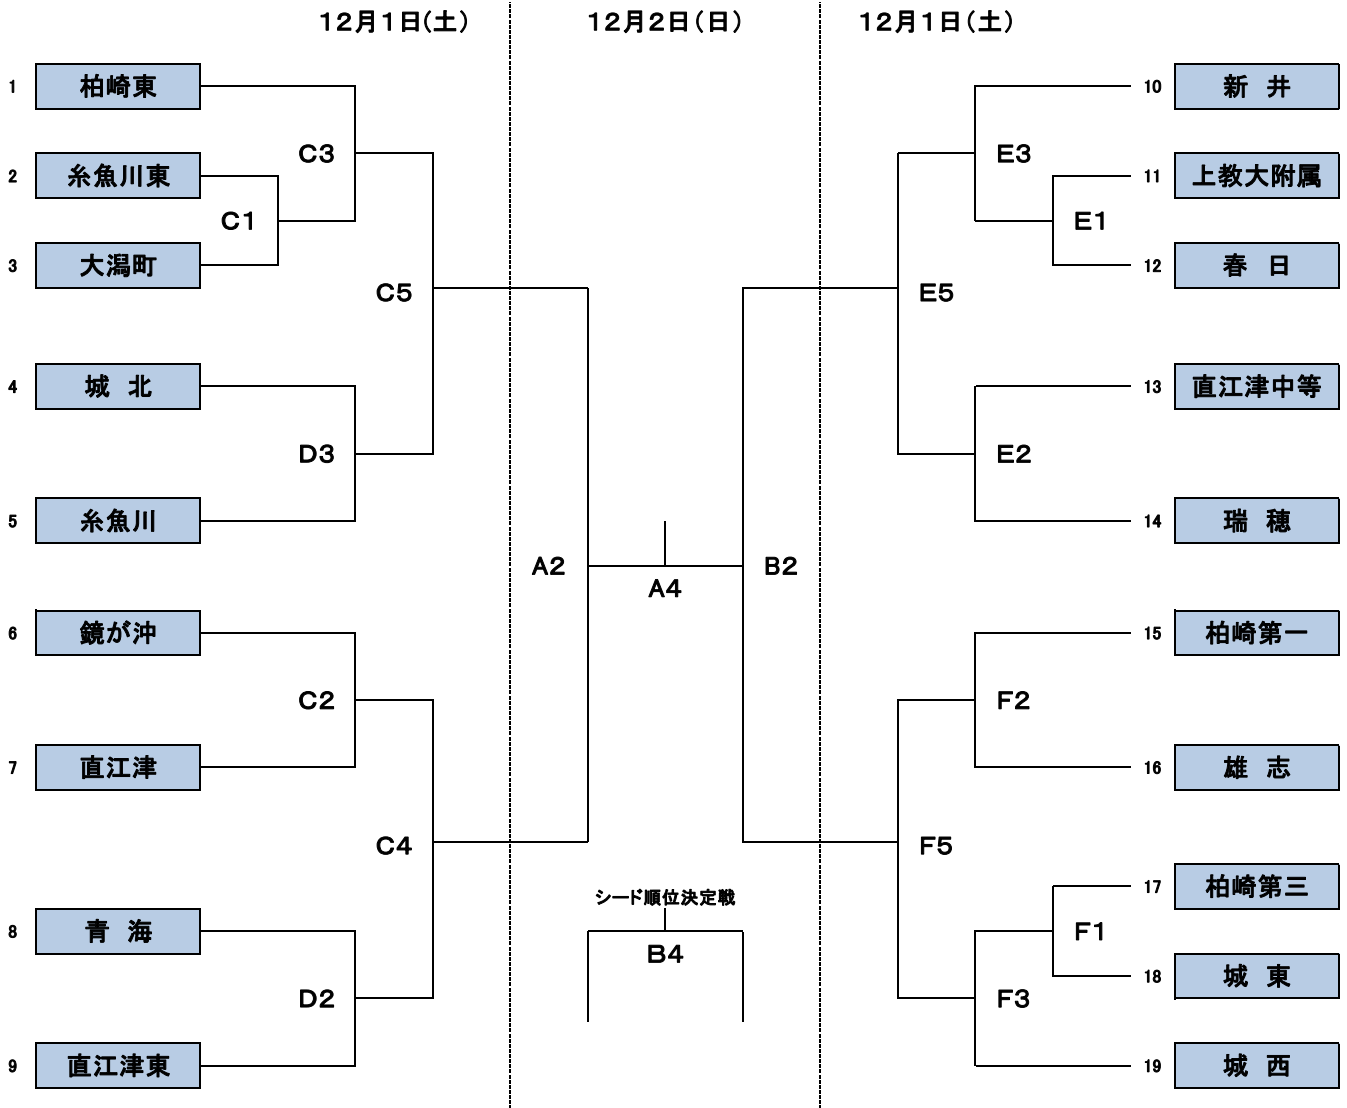 12月1日(土)
12月2日(日)
12月1日(土)
1 柏崎東
2 糸魚川東
3 大潟町
4 城 北
5 糸魚川
6 鏡が沖
7 直江津
8 青 海
9 直江津東
C3
C1
C5
D3
C2
C4
D2
A2
A4
B2
シード順位決定戦
B4
E3
E1
E5
E2
F2
F5
F1
F3
10 新 井
11 上教大附属
12 春 日
13 直江津中等
14 瑞 穂
15 柏崎第一
16 雄 志
17 柏崎第三
18 城 東
19 城 西